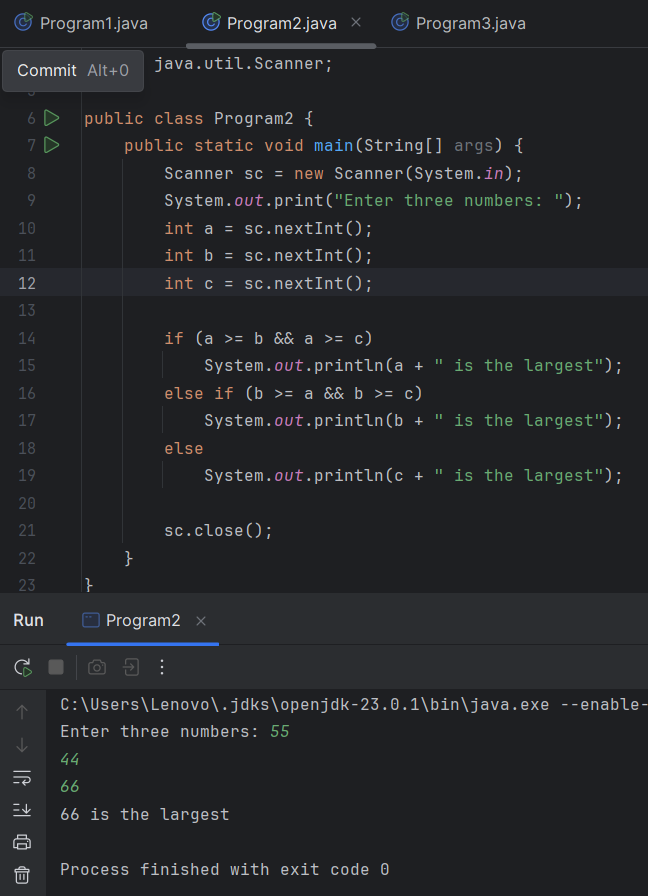 Program1.java Program2.java Program3.java
Commit Alt+0 java.util.Scanner;
6 public class Program2 {
7 public static void main(String[] args) {
8 Scanner sc = new Scanner(System.in);
9 System.out.print("Enter three numbers: ");
10 int a = sc.nextInt();
11 int b = sc.nextInt();
12 int c = sc.nextInt();
13
14 if (a >= b && a >= c)
15 System.out.println(a + " is the largest");
16 else if (b >= a && b >= c)
17 System.out.println(b + " is the largest");
18 else
19 System.out.println(c + " is the largest");
20
21 sc.close();
22 }
23 }
Run Program2
C:\Users\Lenovo\.jdks\openjdk-23.0.1\bin\java.exe --enable-
Enter three numbers: 55
44
66
66 is the largest
Process finished with exit code 0